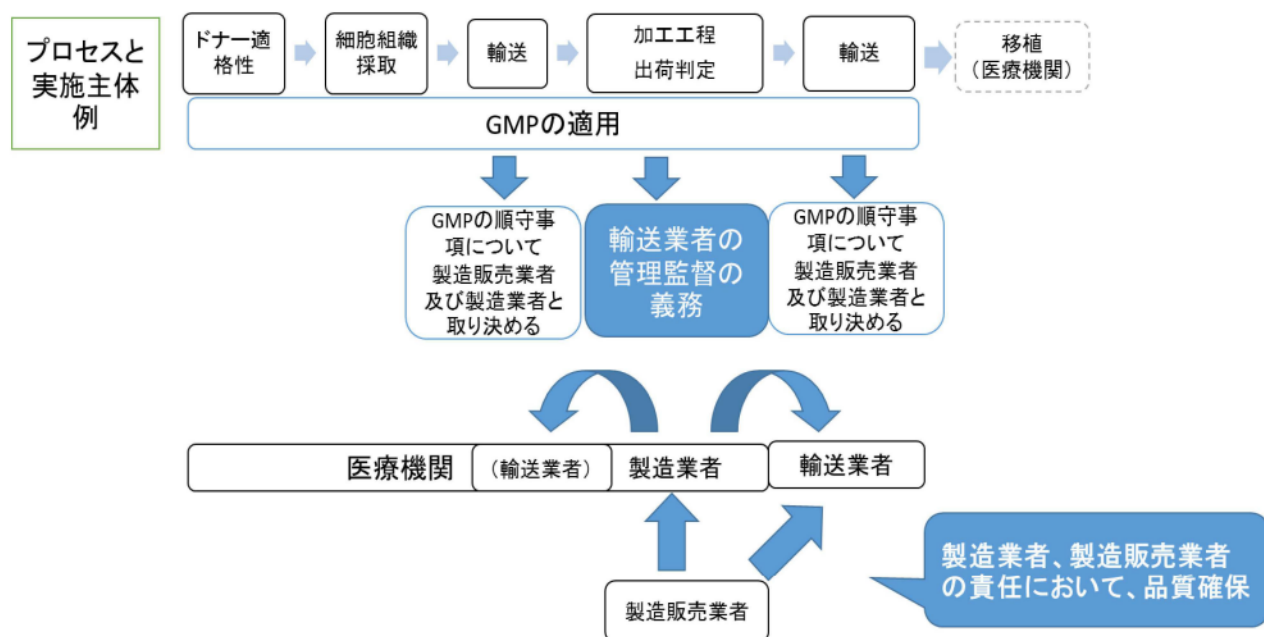 プロセスと
実施主体
例
ドナー適
格性
細胞組織
採取
輸送
加工工程
出荷判定
輸送
移植
（医療機関）
GMPの適用
GMPの順守事
項について
製造販売業者
及び製造業者と
取り決める
輸送業者の
管理監督の
義務
GMPの順守事
項について
製造販売業者
及び製造業者と
取り決める
医療機関
（輸送業者）
製造業者
輸送業者
製造販売業者
製造業者、製造販売業者
の責任において、品質確保